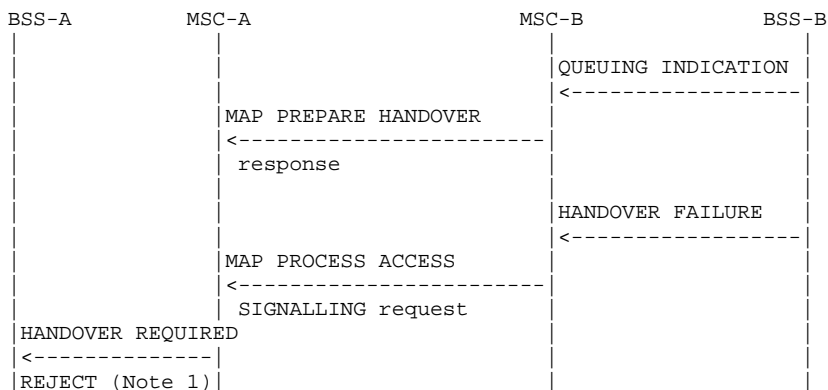 BSS-A MSC-A MSC-B BSS-B
QUEUING INDICATION
MAP PREPARE HANDOVER
response
HANDOVER FAILURE
MAP PROCESS ACCESS
SIGNALLING request
HANDOVER REQUIRED
REJECT (Note 1)